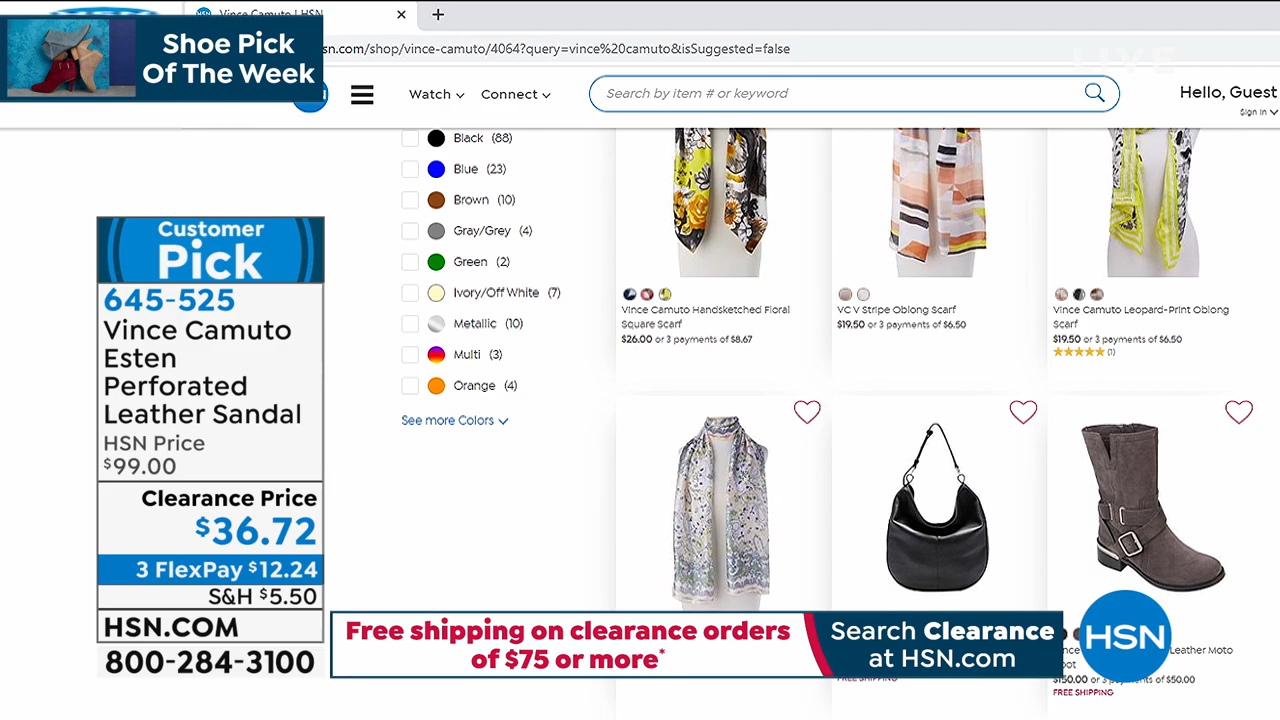 Vince Camuto | HSN
Shoe Pick
Of The Week
sn.com/shop/vince-camuto/4064?query=vince%20camuto&isSuggested=false
LIVE
Watch
Connect
Search by item # or keyword
Hello, Guest
Sign In
Black (88)
Blue (23)
Brown (10)
Gray/Grey (4)
Green (2)
Ivory/Off White (7)
Metallic (10)
Multi (3)
Orange (4)
See more Colors
Vince Camuto Handsketched Floral
Square Scarf
$26.00 or 3 payments of $8.67
VC V Stripe Oblong Scarf
$19.50 or 3 payments of $6.50
Vince Camuto Leopard-Print Oblong
Scarf
$19.50 or 3 payments of $6.50
(1)
Customer
Pick
645-525
Vince Camuto
Esten
Perforated
Leather Sandal
HSN Price
$99.00
Clearance Price
$36.72
3 FlexPay $12.24
S&H $5.50
HSN.COM
800-284-3100
Free shipping on clearance orders
of $75 or more*
Search Clearance
at HSN.com
HSN
Leather Moto
$150.00 or 3 payments of $50.00
FREE SHIPPING
FREE SHIPPING